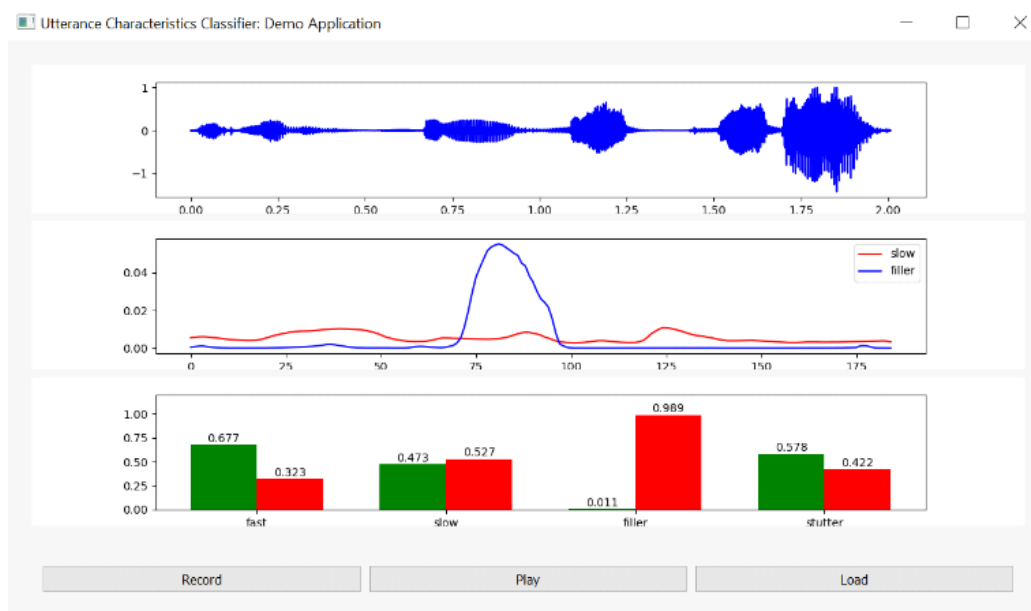 Utterance Characteristics Classifier: Demo Application
1
0
−1
0.00 0.25 0.50 0.75 1.00 1.25 1.50 1.75 2.00
slow
filler
0.04
0.02
0.00
0 25 50 75 100 125 150 175
1.00
0.75
0.50
0.25
0.00
0.677 0.323 0.473 0.527 0.011 0.989 0.578 0.422
fast slow filler stutter
Record Play Load